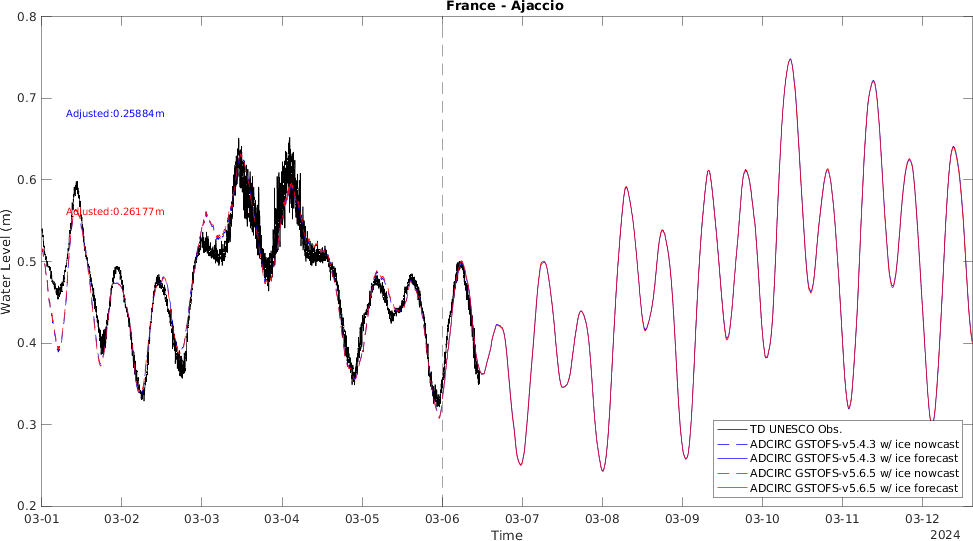 France - Ajaccio
0.8
0.7
0.6
0.5
0.4
0.3
0.2
Water Level (m)
Adjusted:0.25884m
Adjusted:0.26177m
TD UNESCO Obs.
ADCIRC GSTOFS-v5.4.3 w/ ice nowcast
ADCIRC GSTOFS-v5.4.3 w/ ice forecast
ADCIRC GSTOFS-v5.6.5 w/ ice nowcast
ADCIRC GSTOFS-v5.6.5 w/ ice forecast
03-01 03-02 03-03 03-04 03-05 03-06 03-07 03-08 03-09 03-10 03-11 03-12
Time
2024